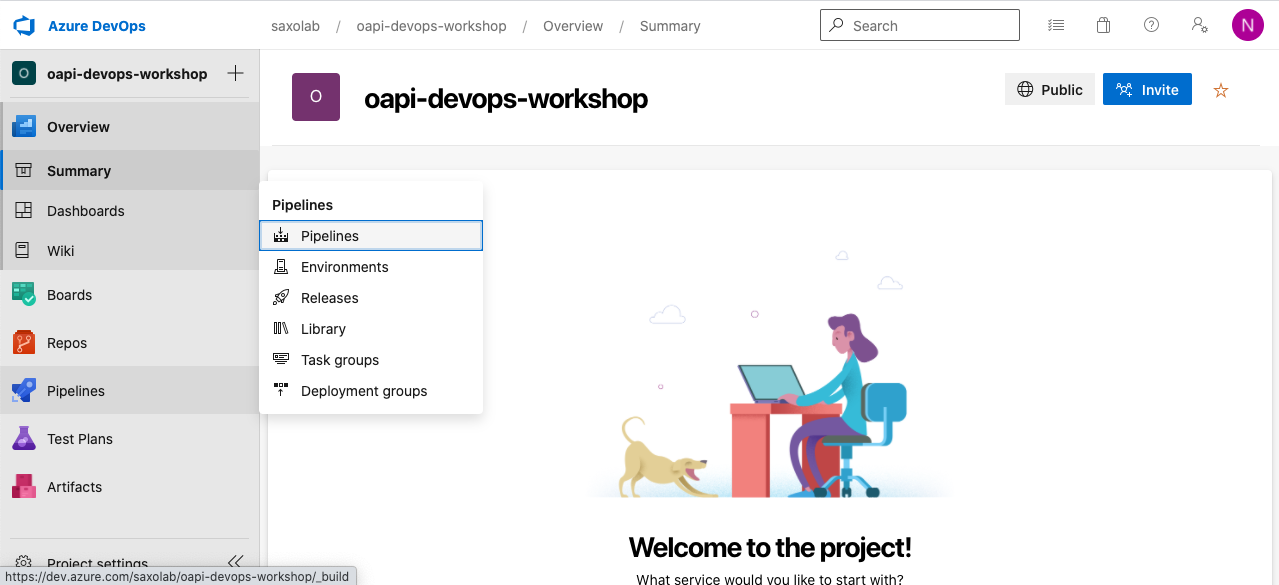 Azure DevOps
saxolab / oapi-devops-workshop / Overview / Summary
Search
N
O oapi-devops-workshop
Overview
Summary
Dashboards
Wiki
Boards
Repos
Pipelines
Test Plans
Artifacts
Project settings
https://dev.azure.com/saxolab/oapi-devops-workshop/_build
Pipelines
Pipelines
Environments
Releases
Library
Task groups
Deployment groups
O oapi-devops-workshop
Public
Invite
Welcome to the project!
What service would you like to start with?